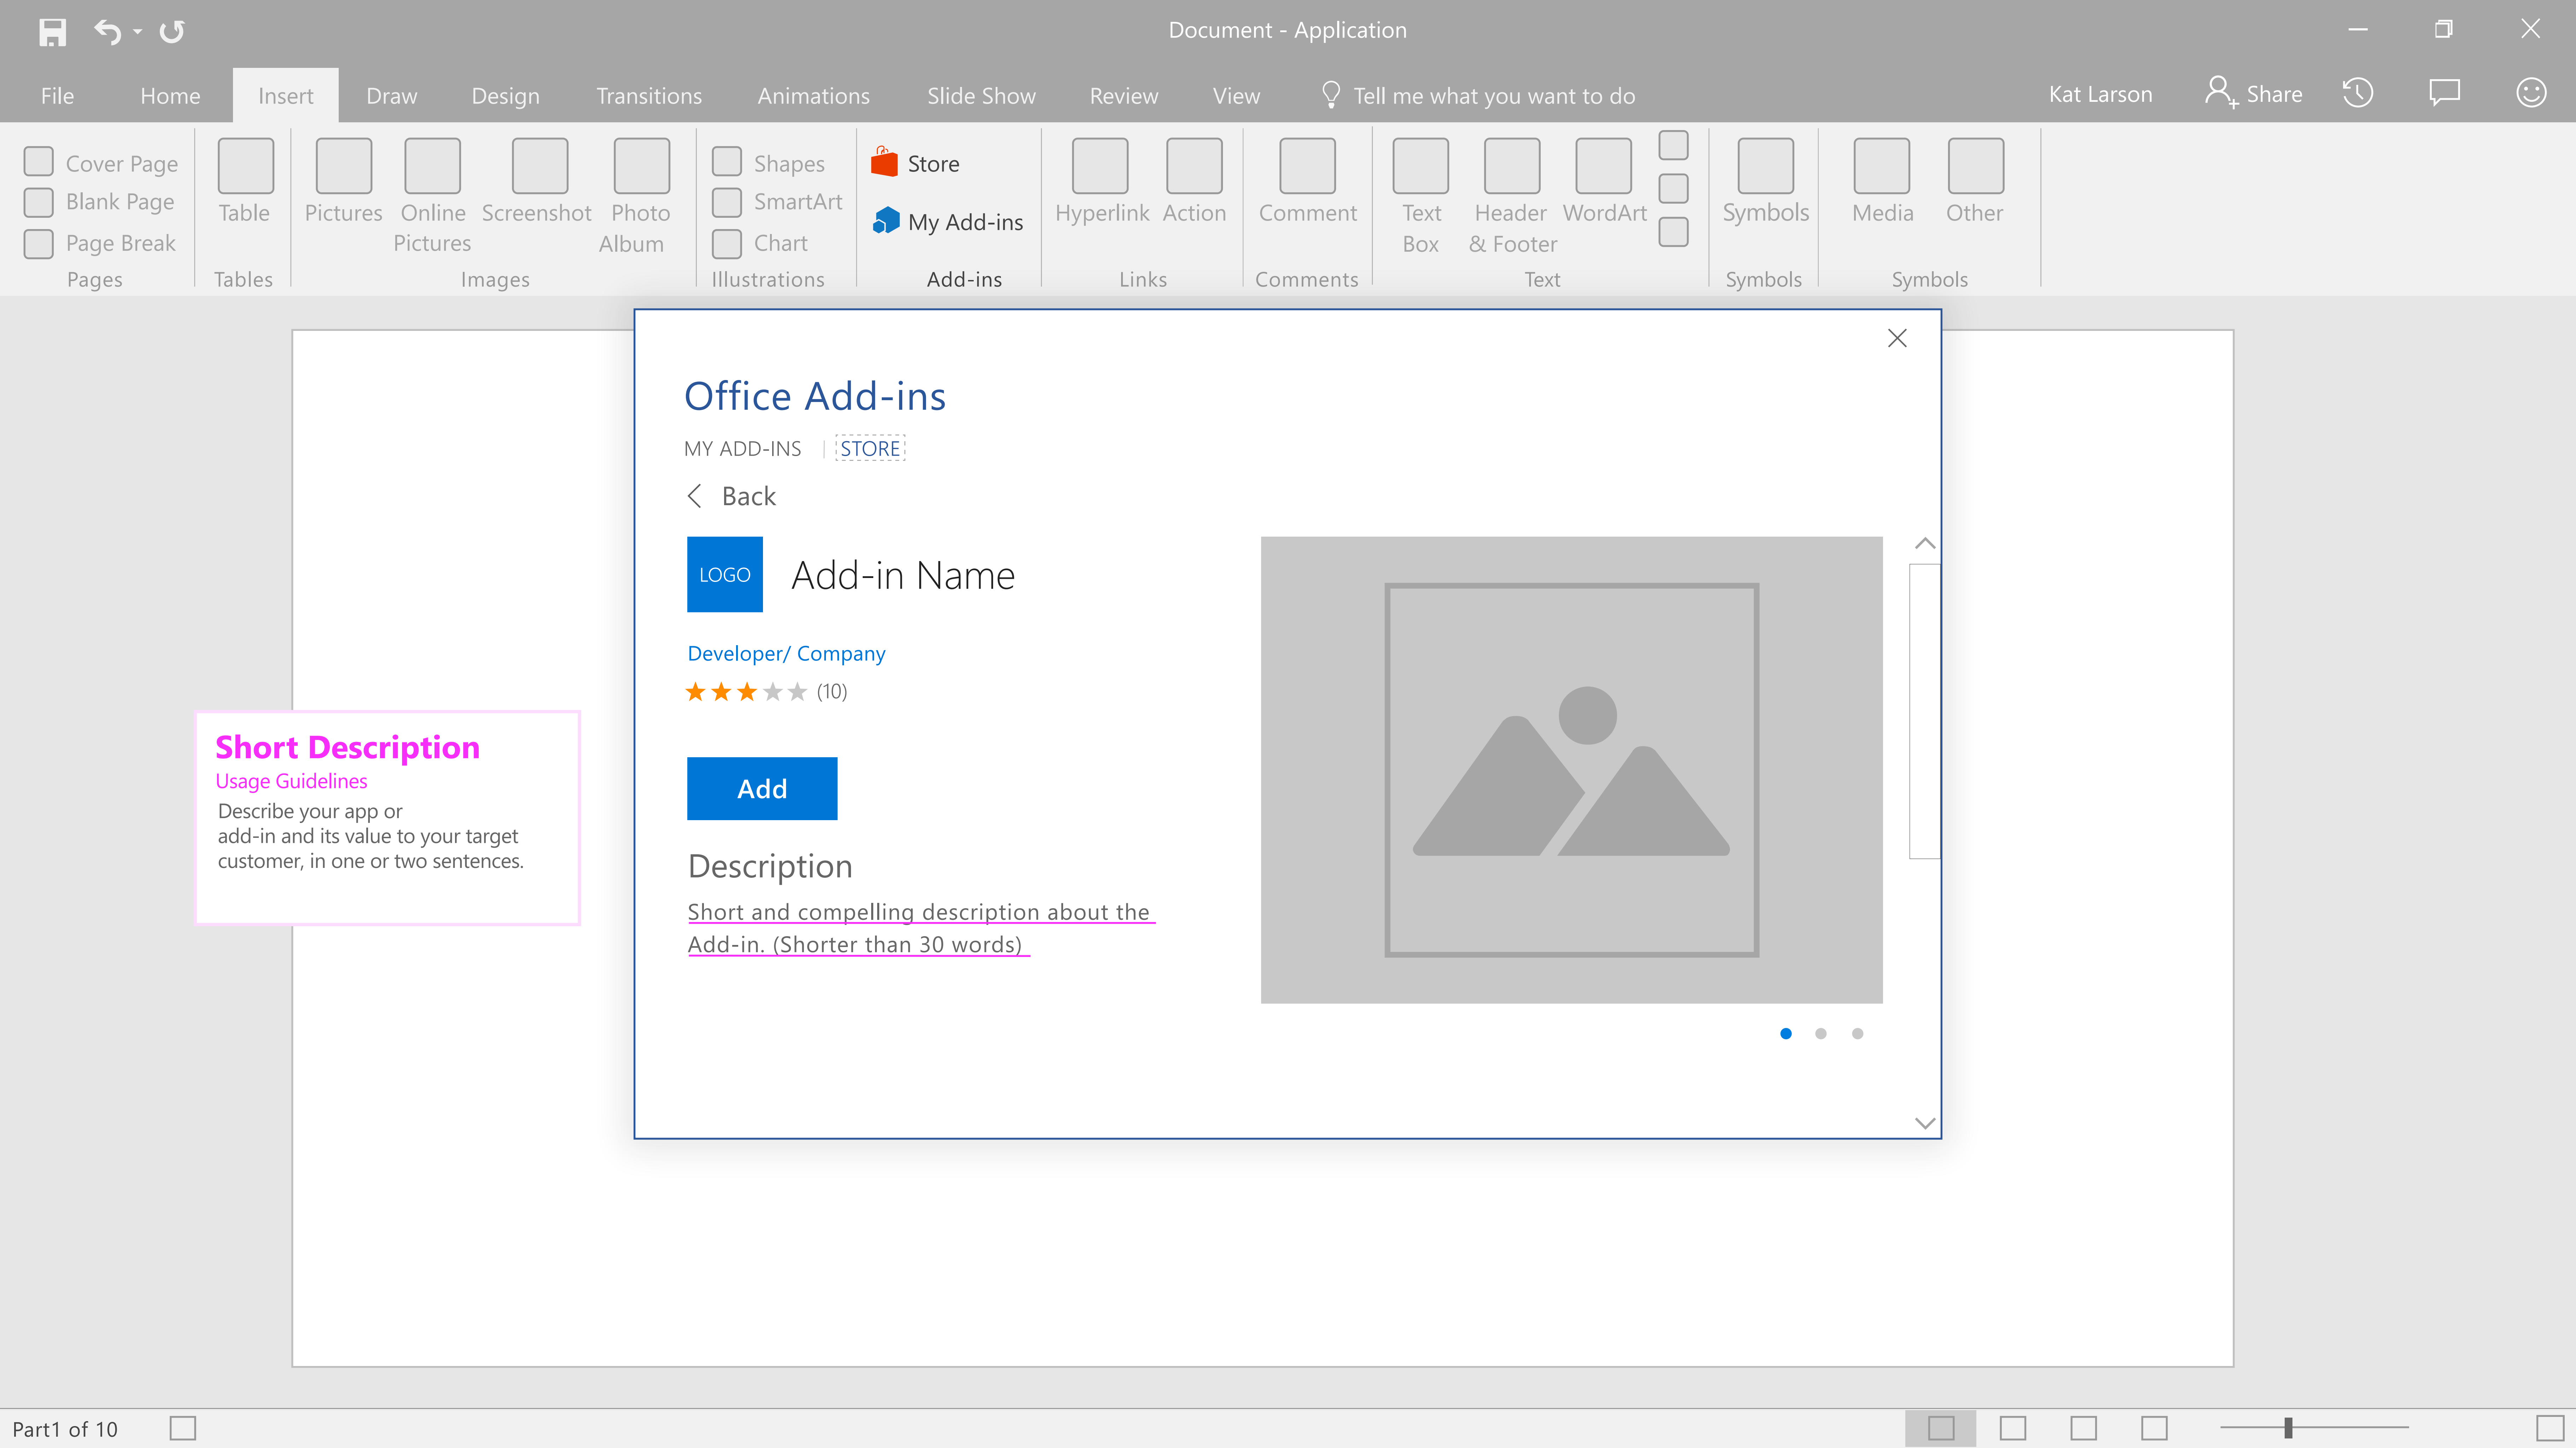 Document - Application
File Home Insert Draw Design Transitions Animations Slide Show Review View Tell me what you want to do Kat Larson Share
Cover Page
Blank Page
Page Break
Pages
Table
Tables
Pictures
Online
Pictures
Screenshot
Photo
Album
Images
Shapes
SmartArt
Chart
Illustrations
Store
My Add-ins
Add-ins
Hyperlink
Action
Links
Comment
Comments
Text
Box
Header
& Footer
WordArt
Text
Symbols
Symbols
Media
Other
Symbols
Office Add-ins
MY ADD-INS STORE
Back
LOGO
Add-in Name
Developer/ Company
(10)
Add
Description
Short and compelling description about the
Add-in. (Shorter than 30 words)
Short Description
Usage Guidelines
Describe your app or
add-in and its value to your target
customer, in one or two sentences.
Part1 of 10